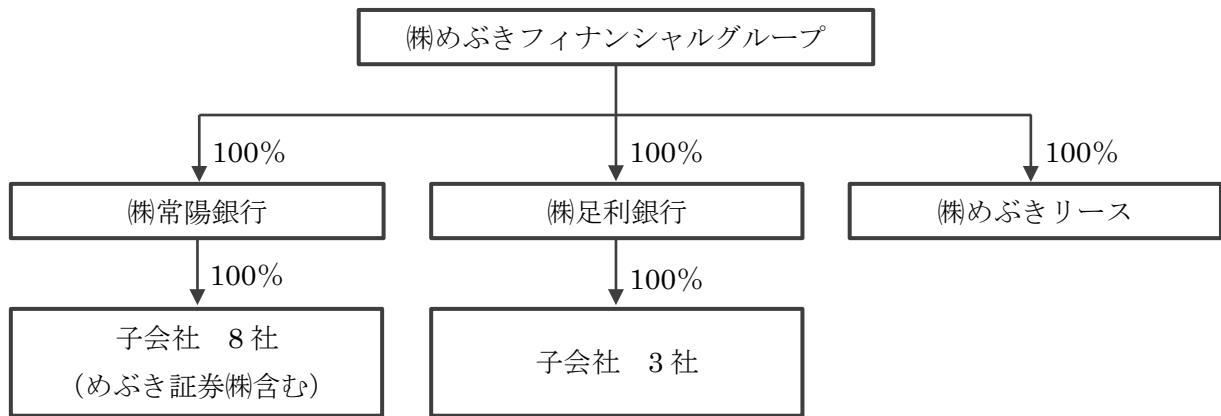 ㈱めぶきフィナンシャルグループ
100%
100%
100%
㈱常陽銀行
㈱足利銀行
㈱めぶきリース
100%
100%
子会社　8社
（めぶき証券㈱含む）
子会社　3社